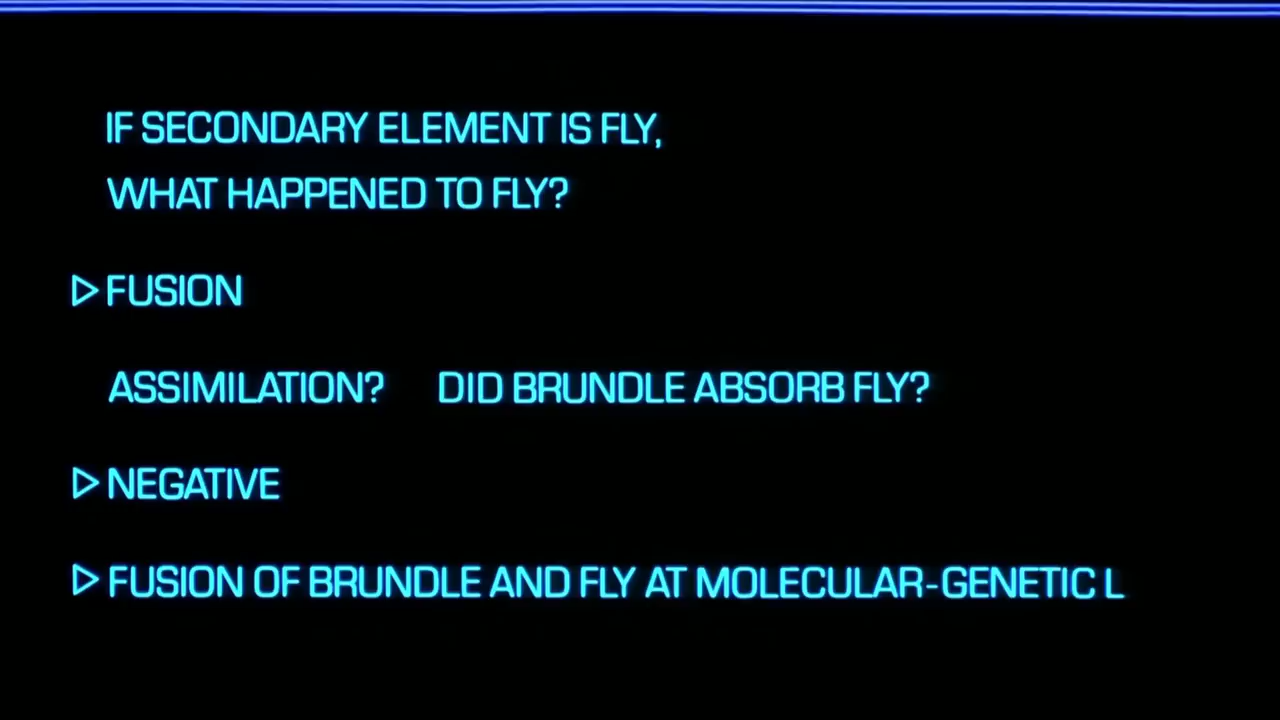 IF SECONDARY ELEMENT IS FLY,
WHAT HAPPENED TO FLY?
▷ FUSION
ASSIMILATION? DID BRUNDLE ABSORB FLY?
▷ NEGATIVE
▷ FUSION OF BRUNDLE AND FLY AT MOLECULAR-GENETIC L